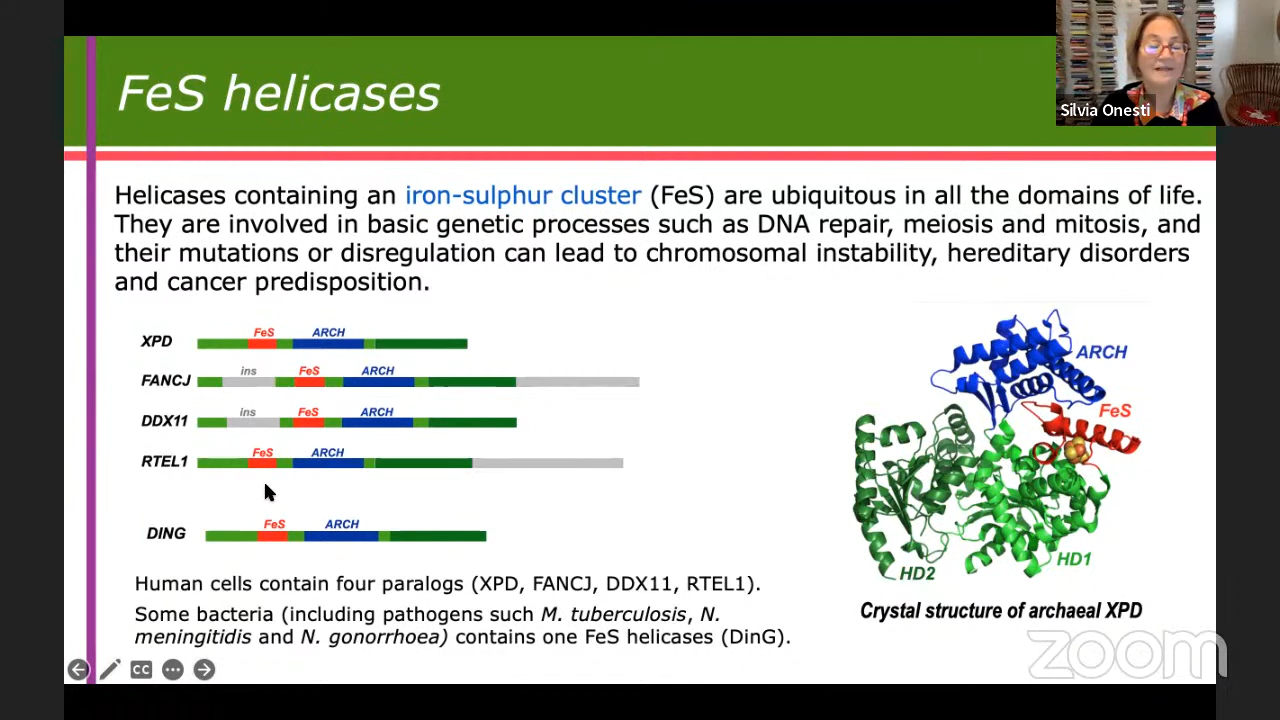 FeS helicases
Silvia Onesti
Helicases containing an iron-sulphur cluster (FeS) are ubiquitous in all the domains of life.
They are involved in basic genetic processes such as DNA repair, meiosis and mitosis, and
their mutations or disregulation can lead to chromosomal instability, hereditary disorders
and cancer predisposition.
XPD FeS ARCH
FANCJ ins FeS ARCH
DDX11 ins FeS ARCH
RTEL1 FeS ARCH
DING FeS ARCH
Human cells contain four paralogs (XPD, FANCJ, DDX11, RTEL1).
Some bacteria (including pathogens such M. tuberculosis, N.
meningitidis and N. gonorrhoea) contains one FeS helicases (DinG).
ARCH
FeS
HD1
HD2
Crystal structure of archaeal XPD
CC
zoom